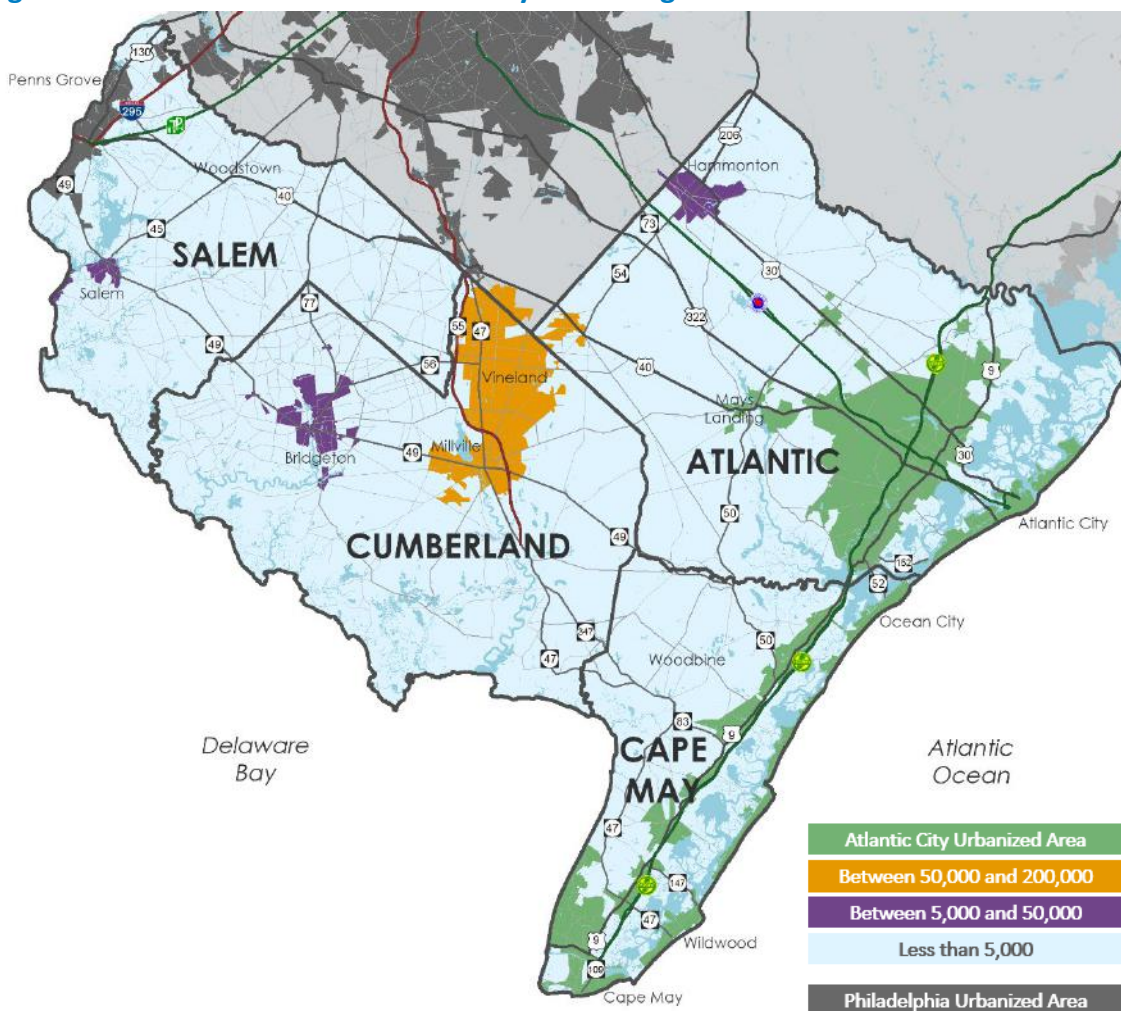 130
Penns Grove
INTERSTATE
295
TP
206
Hammonton
Woodstown
49
40
73
45
SALEM
54
30
Salem
77
322
55
47
49
56
40
9
Vineland
Mays
Landing
Millville
49
Bridgeton
ATLANTIC
30
50
Atlantic City
CUMBERLAND
49
152
52
Ocean City
347
50
47
Woodbine
83
9
Delaware
Bay
CAPE
MAY
Atlantic
Ocean
47
Atlantic City Urbanized Area
Between 50,000 and 200,000
147
Between 5,000 and 50,000
47
9
Wildwood
Less than 5,000
109
Cape May
Philadelphia Urbanized Area